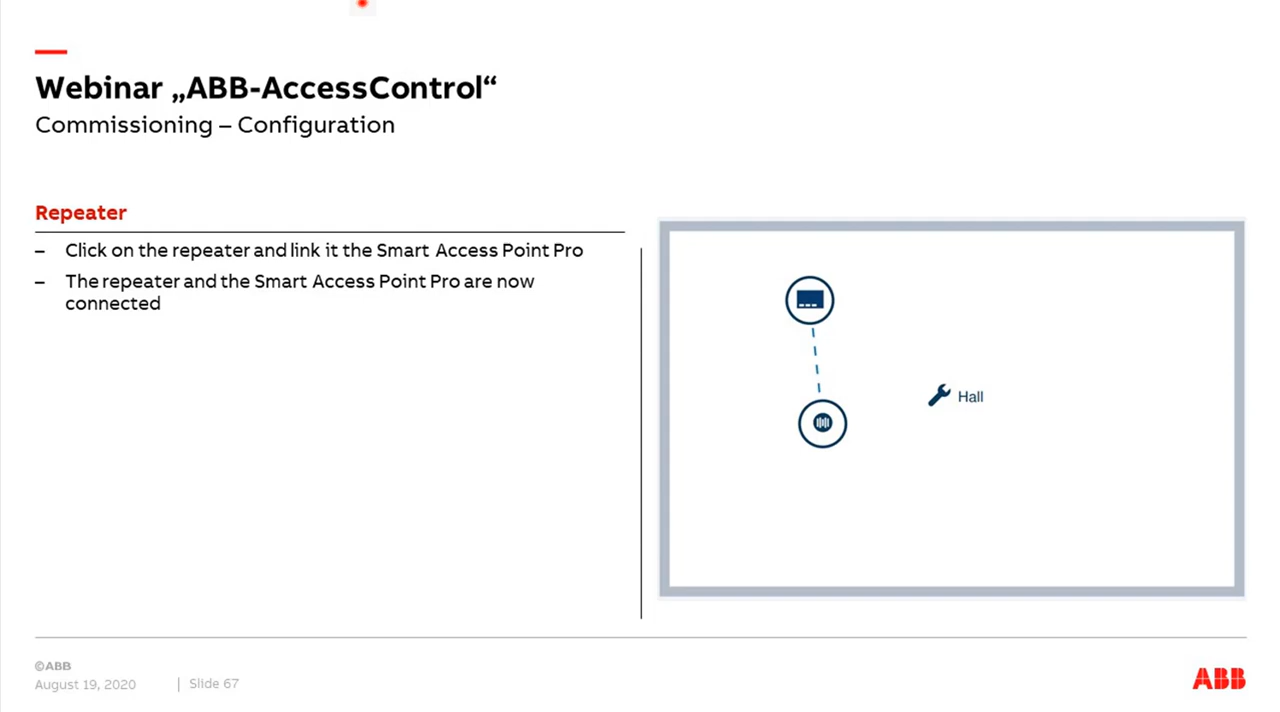 Webinar „ABB-AccessControl“
Commissioning – Configuration
Repeater
– Click on the repeater and link it the Smart Access Point Pro
– The repeater and the Smart Access Point Pro are now
connected
Hall
©ABB
August 19, 2020 | Slide 67
ABB